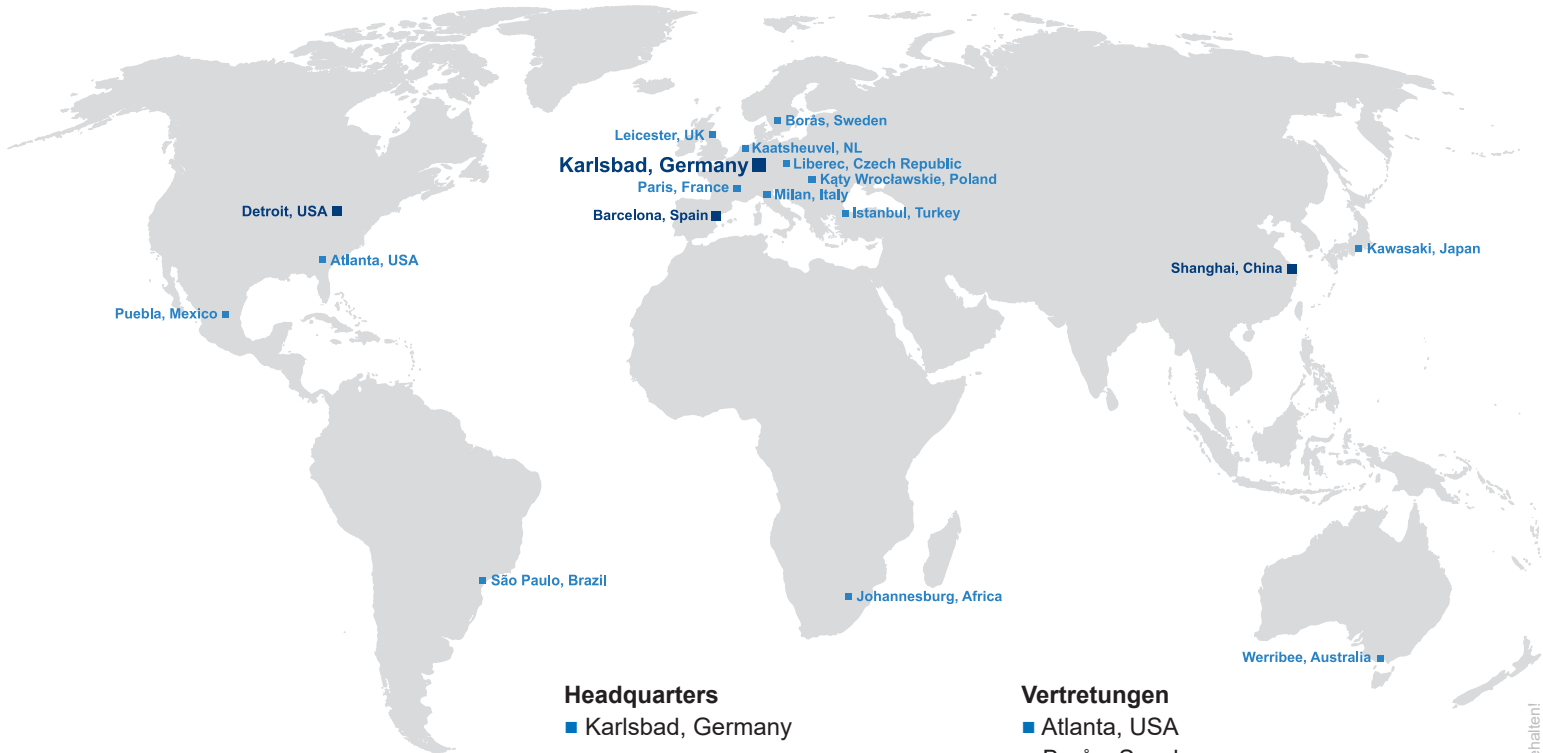 Borås, Sweden
Leicester, UK
Kaatsheuvel, NL
Karlsbad, Germany
Liberec, Czech Republic
Kąty Wrocławskie, Poland
Paris, France
Milan, Italy
Detroit, USA
Barcelona, Spain
Istanbul, Turkey
Atlanta, USA
Kawasaki, Japan
Shanghai, China
Puebla, Mexico
São Paulo, Brazil
Johannesburg, Africa
Werribee, Australia
Headquarters
Karlsbad, Germany
Vertretungen
Atlanta, USA